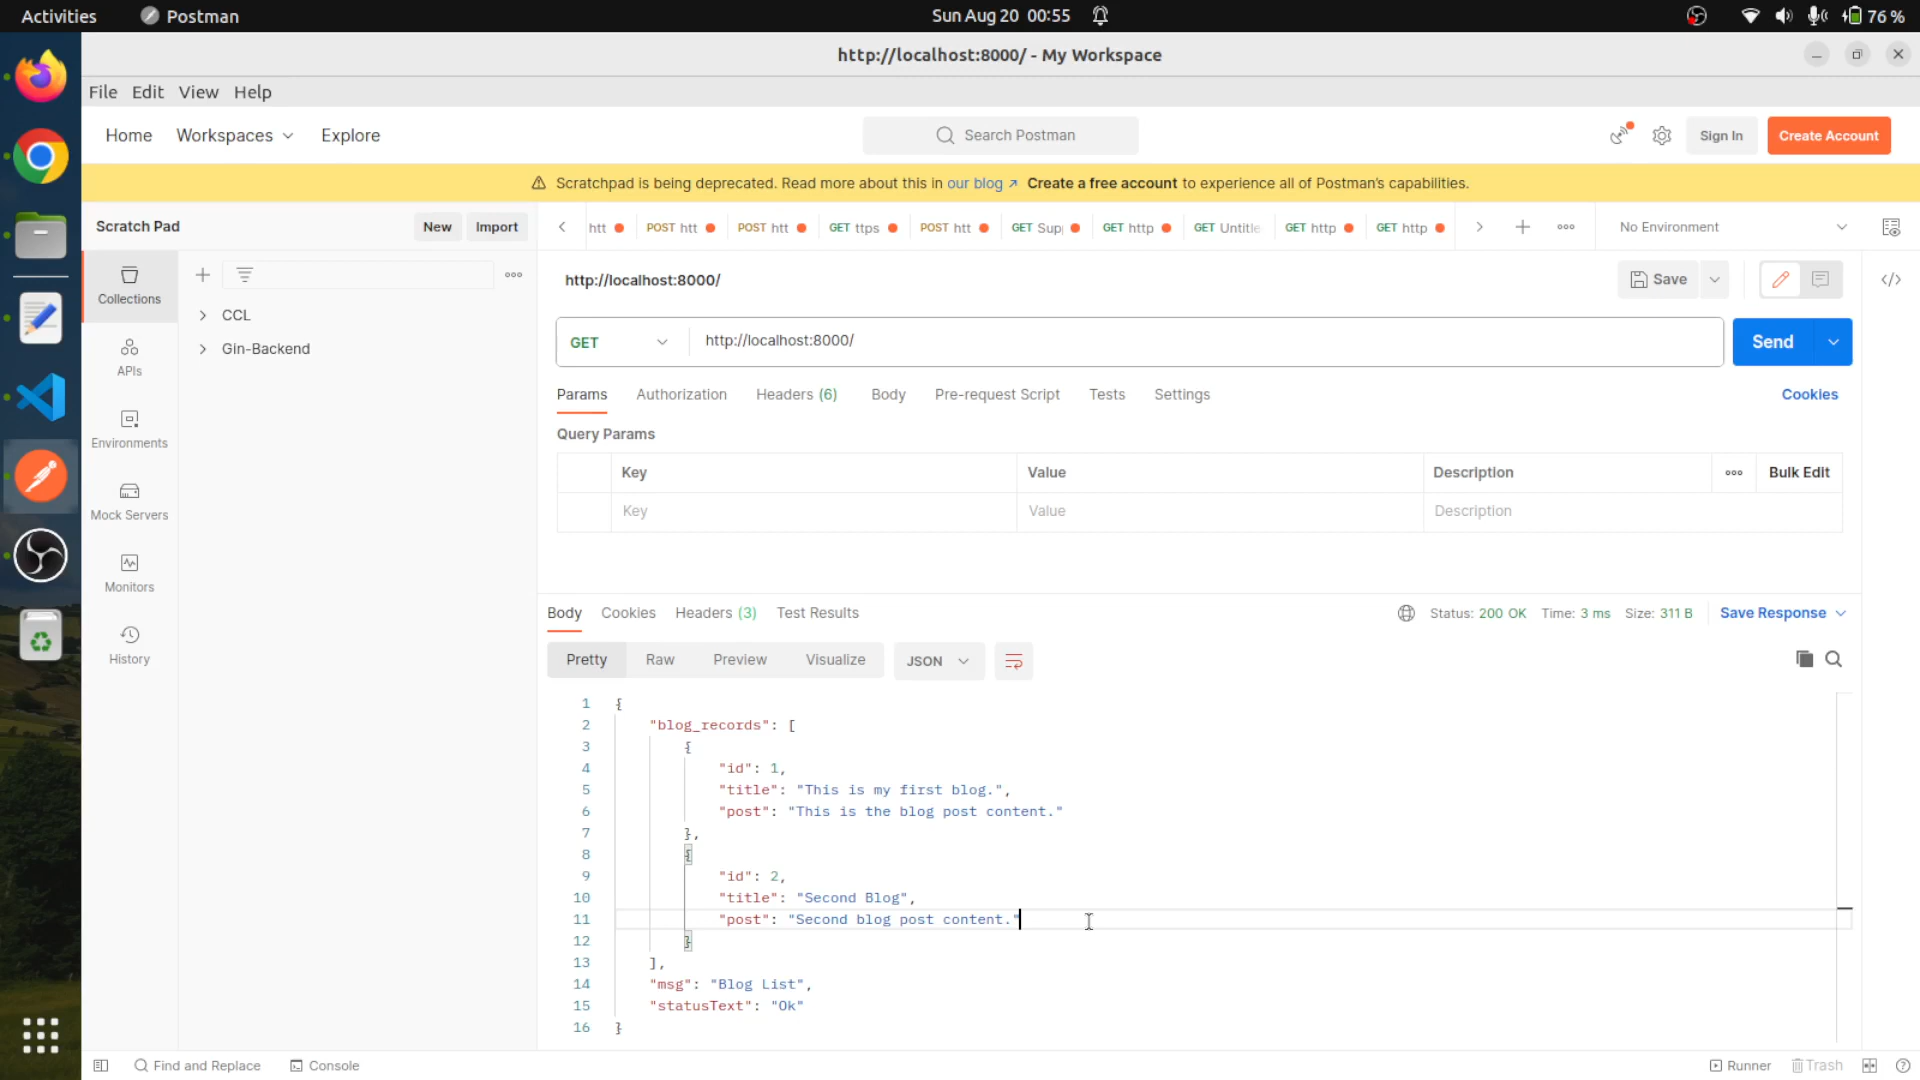 Activities Postman Sun Aug 20 00:55 76 %
http://localhost:8000/ - My Workspace
File Edit View Help
Home Workspaces Explore Search Postman Sign In Create Account
Scratchpad is being deprecated. Read more about this in our blog ↗ Create a free account to experience all of Postman's capabilities.
Scratch Pad New Import htt POST htt POST htt GET ttps POST htt GET Sup GET http GET Untitle GET http GET http No Environment
Collections
CCL
Gin-Backend
APIs
Environments
Mock Servers
Monitors
History
http://localhost:8000/ Save
GET http://localhost:8000/ Send
Params Authorization Headers (6) Body Pre-request Script Tests Settings Cookies
Query Params
Key Value Description Bulk Edit
Key Value Description
Body Cookies Headers (3) Test Results Status: 200 OK Time: 3 ms Size: 311 B Save Response
Pretty Raw Preview Visualize JSON
1 {
2 "blog_records": [
3 {
4 "id": 1,
5 "title": "This is my first blog.",
6 "post": "This is the blog post content."
7 },
8 {
9 "id": 2,
10 "title": "Second Blog",
11 "post": "Second blog post content."
12 }
13 ],
14 "msg": "Blog List",
15 "statusText": "Ok"
16 }
Find and Replace Console Runner Trash